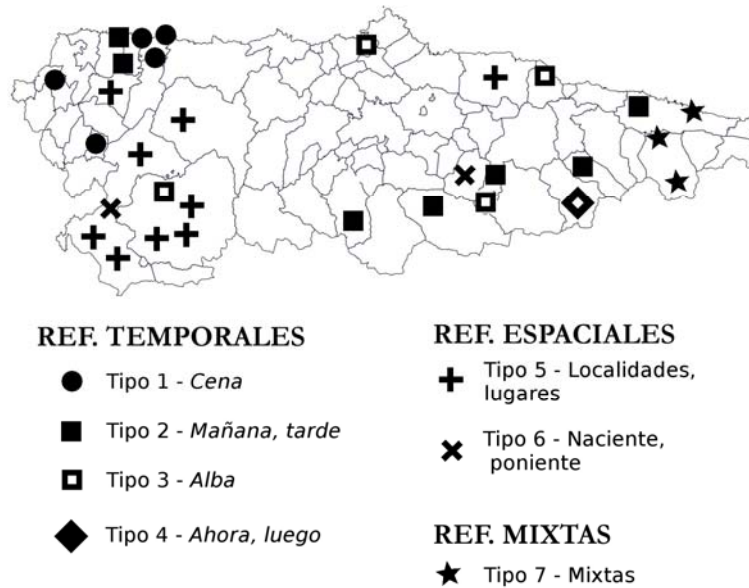 REF. TEMPORALES
Tipo 1 - Cena
Tipo 2 - Mañana, tarde
Tipo 3 - Alba
Tipo 4 - Ahora, luego
REF. ESPACIALES
Tipo 5 - Localidades,
lugares
Tipo 6 - Naciente,
poniente
REF. MIXTAS
Tipo 7 - Mixtas